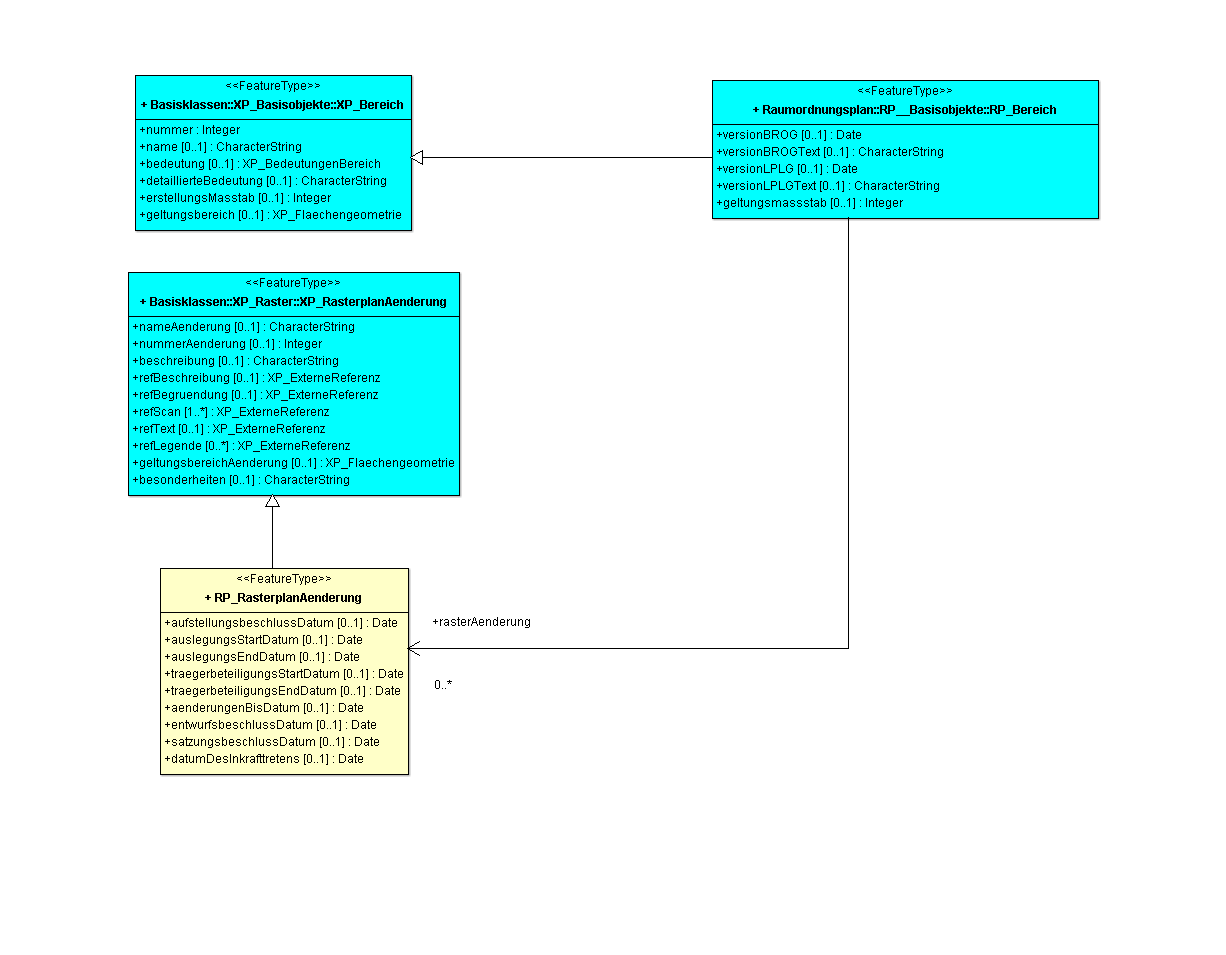 <<FeatureType>>
+ Basisklassen::XP_Basisobjekte::XP_Bereich
+nummer : Integer
+name [0..1] : CharacterString
+bedeutung [0..1] : XP_BedeutungenBereich
+detaillierteBedeutung [0..1] : CharacterString
+erstellungsMasstab [0..1] : Integer
+geltungsbereich [0..1] : XP_Flaechengeometrie
<<FeatureType>>
+ Raumordnungsplan::RP__Basisobjekte::RP_Bereich
+versionBROG [0..1] : Date
+versionBROGText [0..1] : CharacterString
+versionLPLG [0..1] : Date
+versionLPLGText [0..1] : CharacterString
+geltungsmassstab [0..1] : Integer
<<FeatureType>>
+ Basisklassen::XP_Raster::XP_RasterplanAenderung
+nameAenderung [0..1] : CharacterString
+nummerAenderung [0..1] : Integer
+beschreibung [0..1] : CharacterString
+refBeschreibung [0..1] : XP_ExterneReferenz
+refBegruendung [0..1] : XP_ExterneReferenz
+refScan [1..*] : XP_ExterneReferenz
+refText [0..1] : XP_ExterneReferenz
+refLegende [0..*] : XP_ExterneReferenz
+geltungsbereichAenderung [0..1] : XP_Flaechengeometrie
+besonderheiten [0..1] : CharacterString
<<FeatureType>>
+ RP_RasterplanAenderung
+aufstellungsbeschlussDatum [0..1] : Date
+auslegungsStartDatum [0..1] : Date
+auslegungsEndDatum [0..1] : Date
+traegerbeteiligungsStartDatum [0..1] : Date
+traegerbeteiligungsEndDatum [0..1] : Date
+aenderungenBisDatum [0..1] : Date
+entwurfsbeschlussDatum [0..1] : Date
+satzungsbeschlussDatum [0..1] : Date
+datumDesInkrafttretens [0..1] : Date
+rasterAenderung
0..*